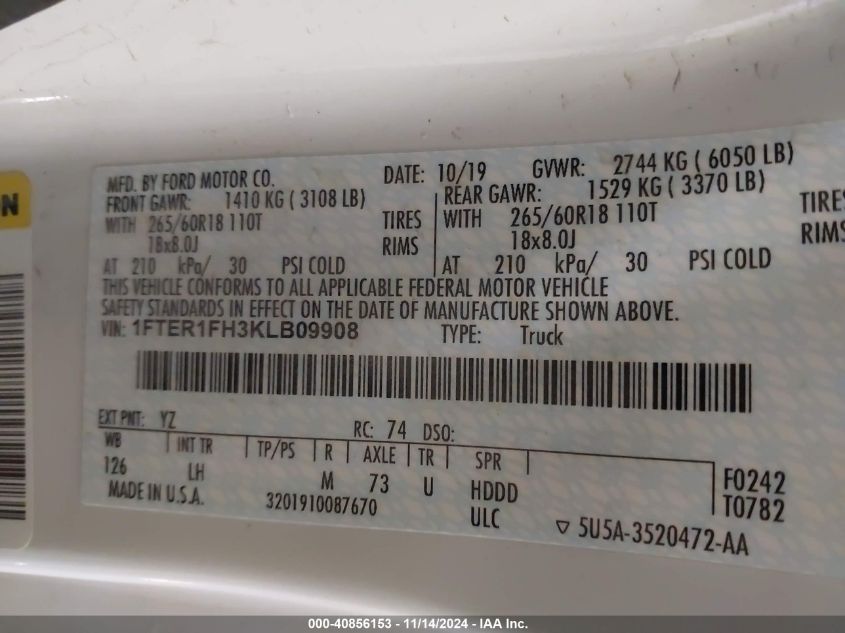 N
MFD. BY FORD MOTOR CO. DATE: 10/19 GVWR: 2744 KG ( 6050 LB)
FRONT GAWR: 1410 KG ( 3108 LB) REAR GAWR: 1529 KG ( 3370 LB)
WITH 265/60R18 110T TIRES WITH 265/60R18 110T TIRES
18x8.0J RIMS 18x8.0J RIMS
AT 210 kPa/ 30 PSI COLD AT 210 kPa/ 30 PSI COLD
THIS VEHICLE CONFORMS TO ALL APPLICABLE FEDERAL MOTOR VEHICLE
SAFETY STANDARDS IN EFFECT ON THE DATE OF MANUFACTURE SHOWN ABOVE.
VIN: 1FTER1FH3KLB09908 TYPE: Truck
EXT PNT: YZ RC: 74 DSO:
WB INT TR TP/PS R AXLE TR SPR
126 LH M 73 U HDDD F0242
MADE IN U.S.A. 3201910087670 ULC T0782
5U5A-3520472-AA
000-40856153 - 11/14/2024 - IAA Inc.